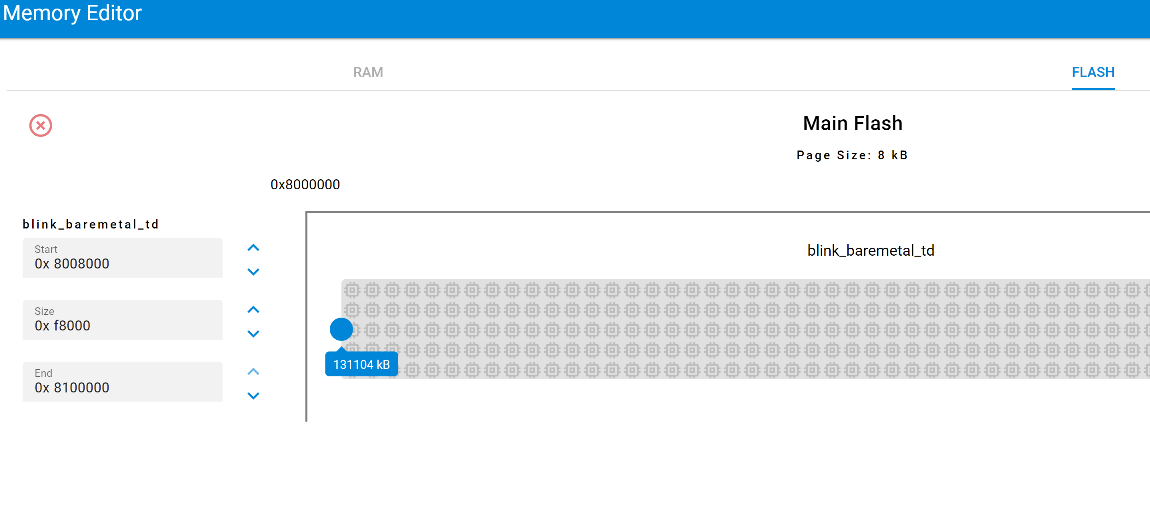 Memory Editor
RAM
FLASH
Main Flash
Page Size: 8 kB
0x8000000
blink_baremetal_td
Start
0x 8008000
blink_baremetal_td
Size
0x f8000
131104 kB
End
0x 8100000